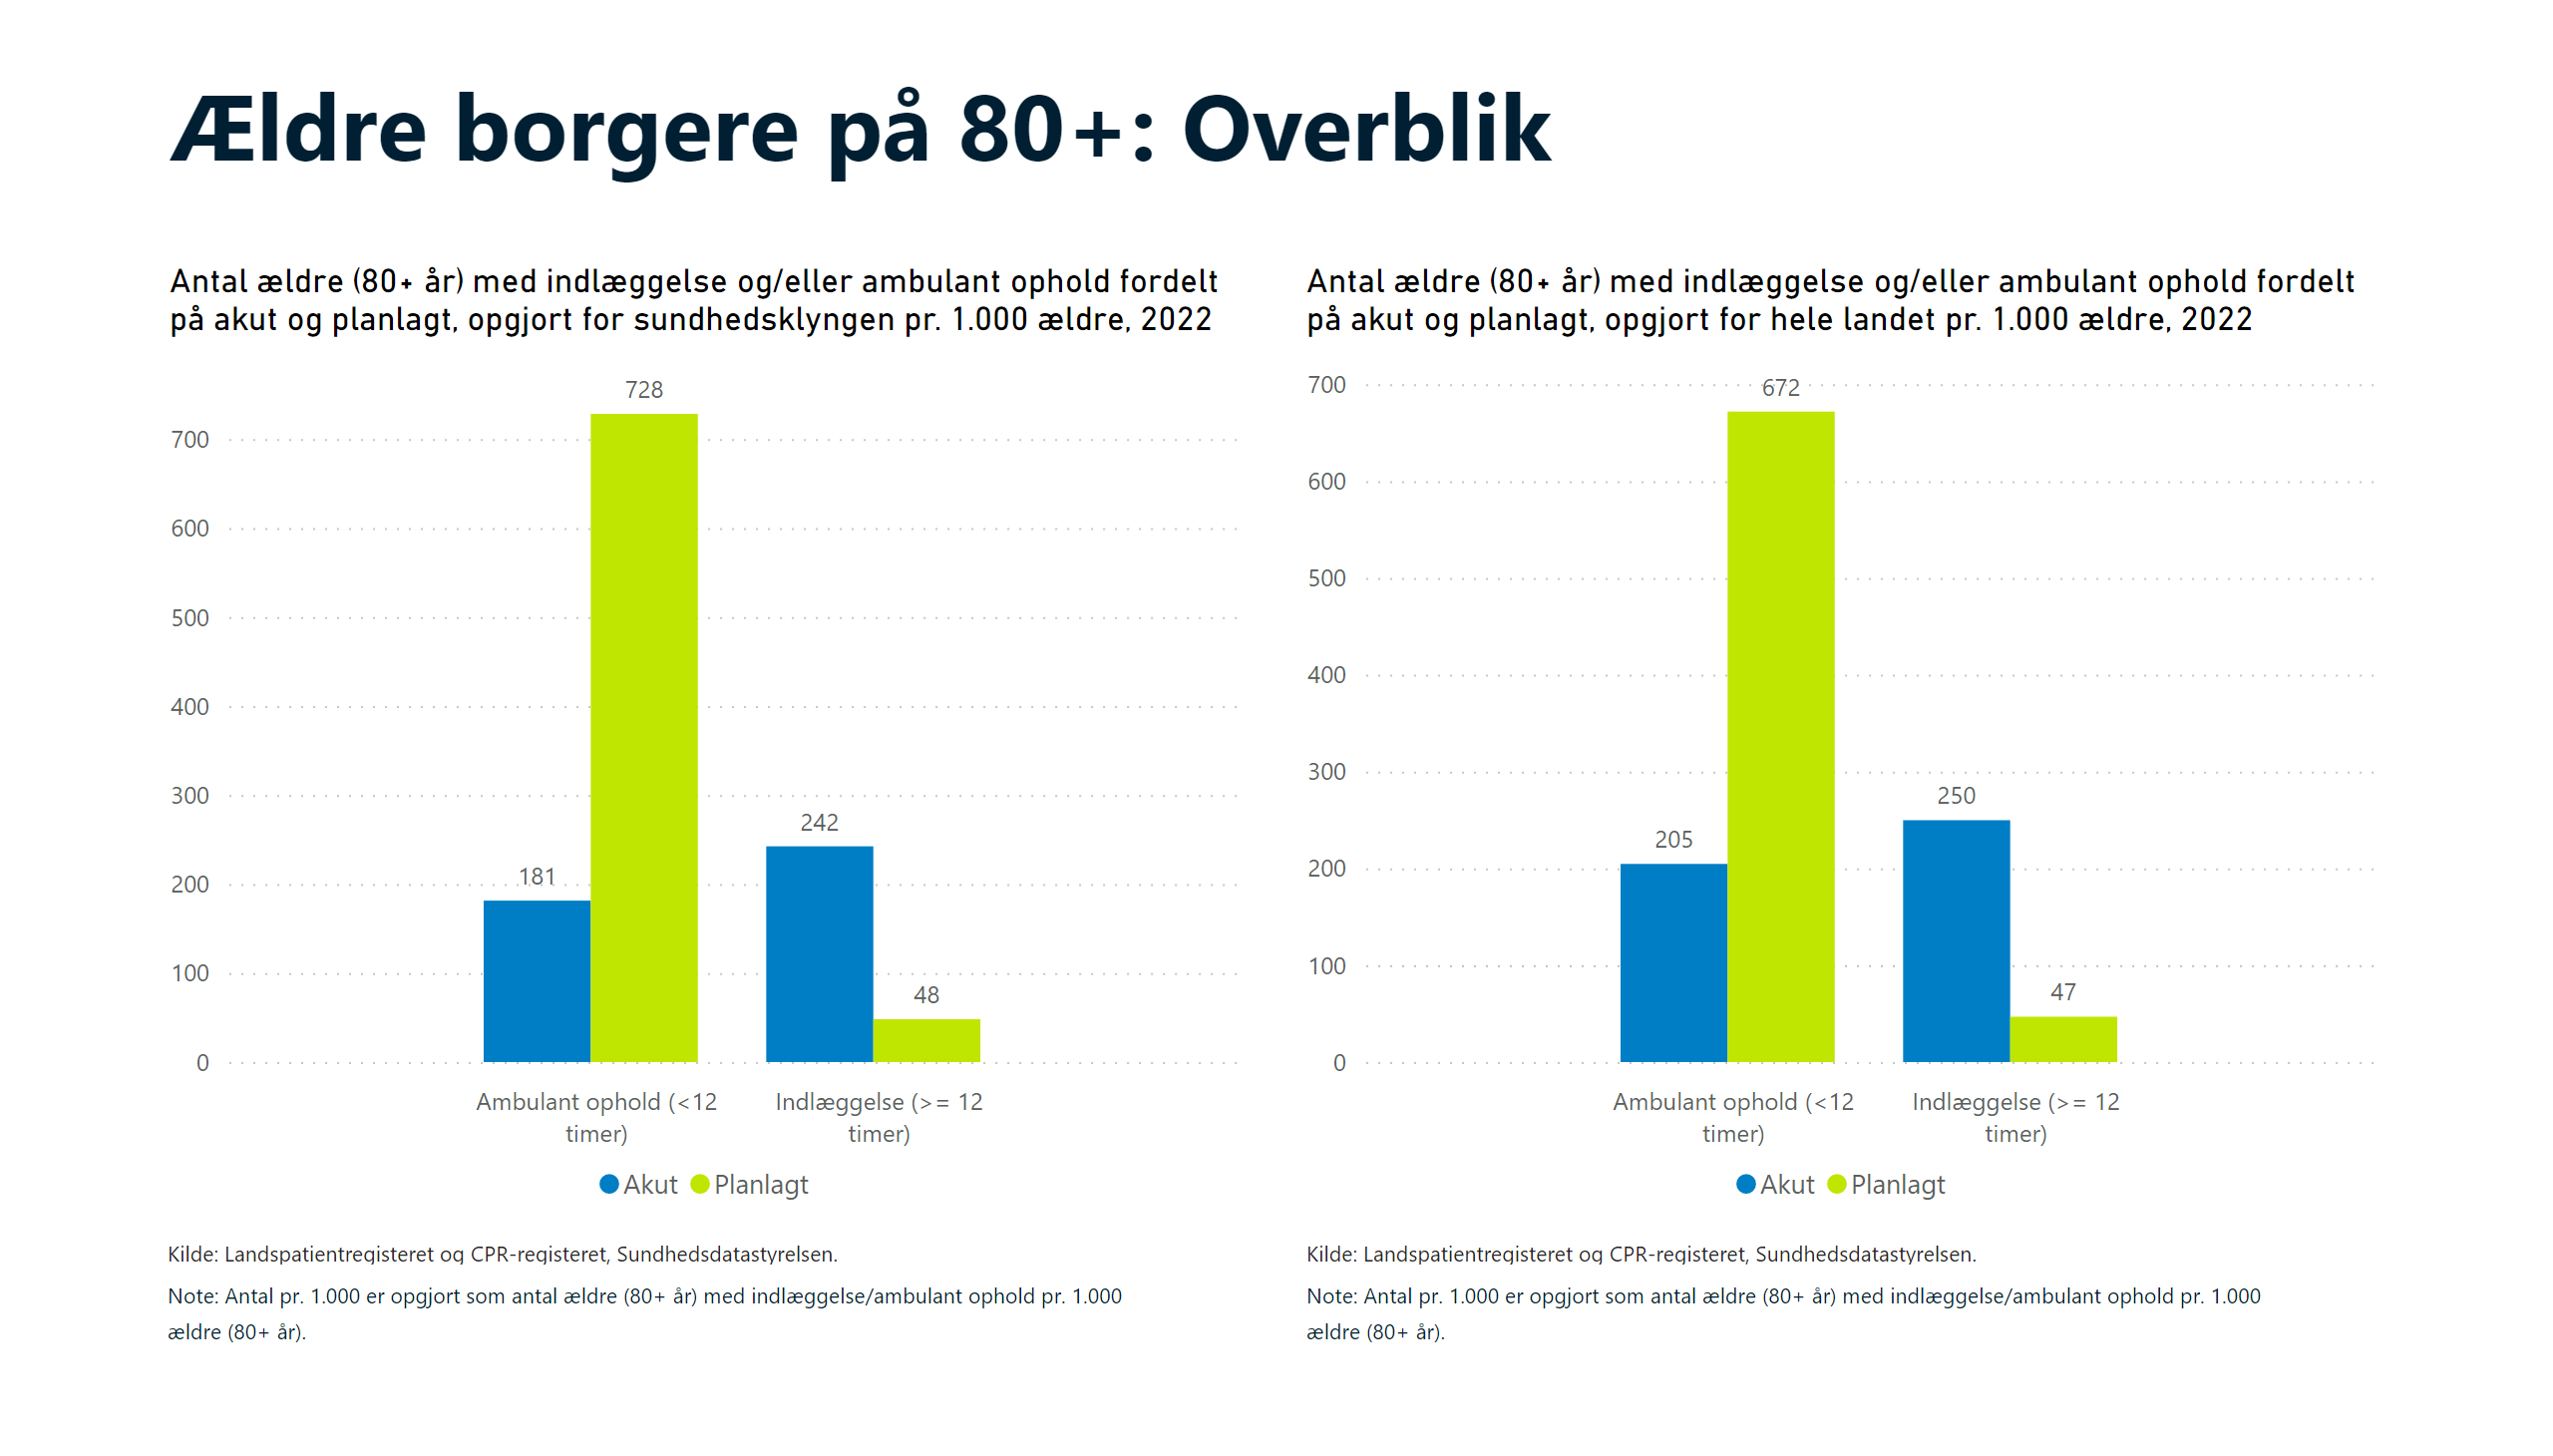 Ældre borgere på 80+: Overblik
Antal ældre (80+ år) med indlæggelse og/eller ambulant ophold fordelt
på akut og planlagt, opgjort for sundhedsklyngen pr. 1.000 ældre, 2022
728
700
600
500
400
300
242
200
181
100
48
0
Ambulant ophold (<12
timer)
Indlæggelse (>= 12
timer)
Akut Planlagt
Kilde: Landspatientregisteret og CPR-registeret, Sundhedsdatastyrelsen.
Note: Antal pr. 1.000 er opgjort som antal ældre (80+ år) med indlæggelse/ambulant ophold pr. 1.000
ældre (80+ år).
Antal ældre (80+ år) med indlæggelse og/eller ambulant ophold fordelt
på akut og planlagt, opgjort for hele landet pr. 1.000 ældre, 2022
700
672
600
500
400
300
250
205
200
100
47
0
Ambulant ophold (<12
timer)
Indlæggelse (>= 12
timer)
Akut Planlagt
Kilde: Landspatientregisteret og CPR-registeret, Sundhedsdatastyrelsen.
Note: Antal pr. 1.000 er opgjort som antal ældre (80+ år) med indlæggelse/ambulant ophold pr. 1.000
ældre (80+ år).